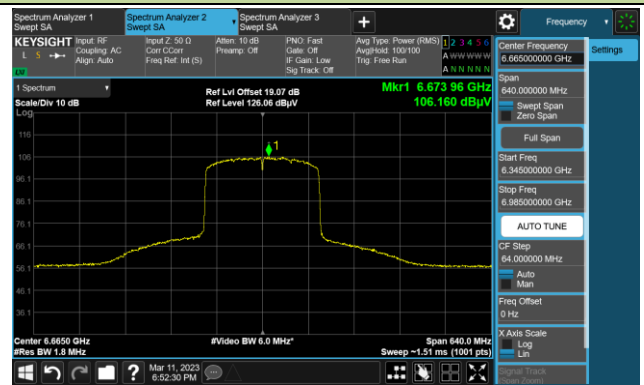 Spectrum Analyzer 1
Swept SA
Spectrum Analyzer 2
Swept SA
Spectrum Analyzer 3
Swept SA
+
Frequency
KEYSIGHT
L S
LW
Input: RF
Coupling: AC
Align: Auto
Input Z: 50 Ω
Corr CCorr
Freq Ref: Int (S)
Atten: 10 dB
Preamp: Off
PNO: Fast
Gate: Off
IF Gain: Low
Sig Track: Off
Avg Type: Power (RMS)
Avg|Hold: 100/100
Trig: Free Run
1 2 3 4 5 6
A W W W W W
A N N N N N
1 Spectrum
Scale/Div 10 dB
Log
Ref Lvl Offset 19.07 dB
Ref Level 126.06 dBµV
Mkr1 6.673 96 GHz
106.160 dBµV
1
116
106
96.1
86.1
76.1
66.1
56.1
46.1
36.1
Center 6.6650 GHz
#Res BW 1.8 MHz
#Video BW 6.0 MHz*
Span 640.0 MHz
Sweep ~1.51 ms (1001 pts)
Mar 11, 2023
6:52:30 PM
?
Center Frequency
6.665000000 GHz
Span
640.000000 MHz
Swept Span
Zero Span
Full Span
Start Freq
6.345000000 GHz
Stop Freq
6.985000000 GHz
AUTO TUNE
CF Step
64.000000 MHz
Auto
Man
Freq Offset
0 Hz
X Axis Scale
Log
Lin
Signal Track
(Span Zoom)
Settings